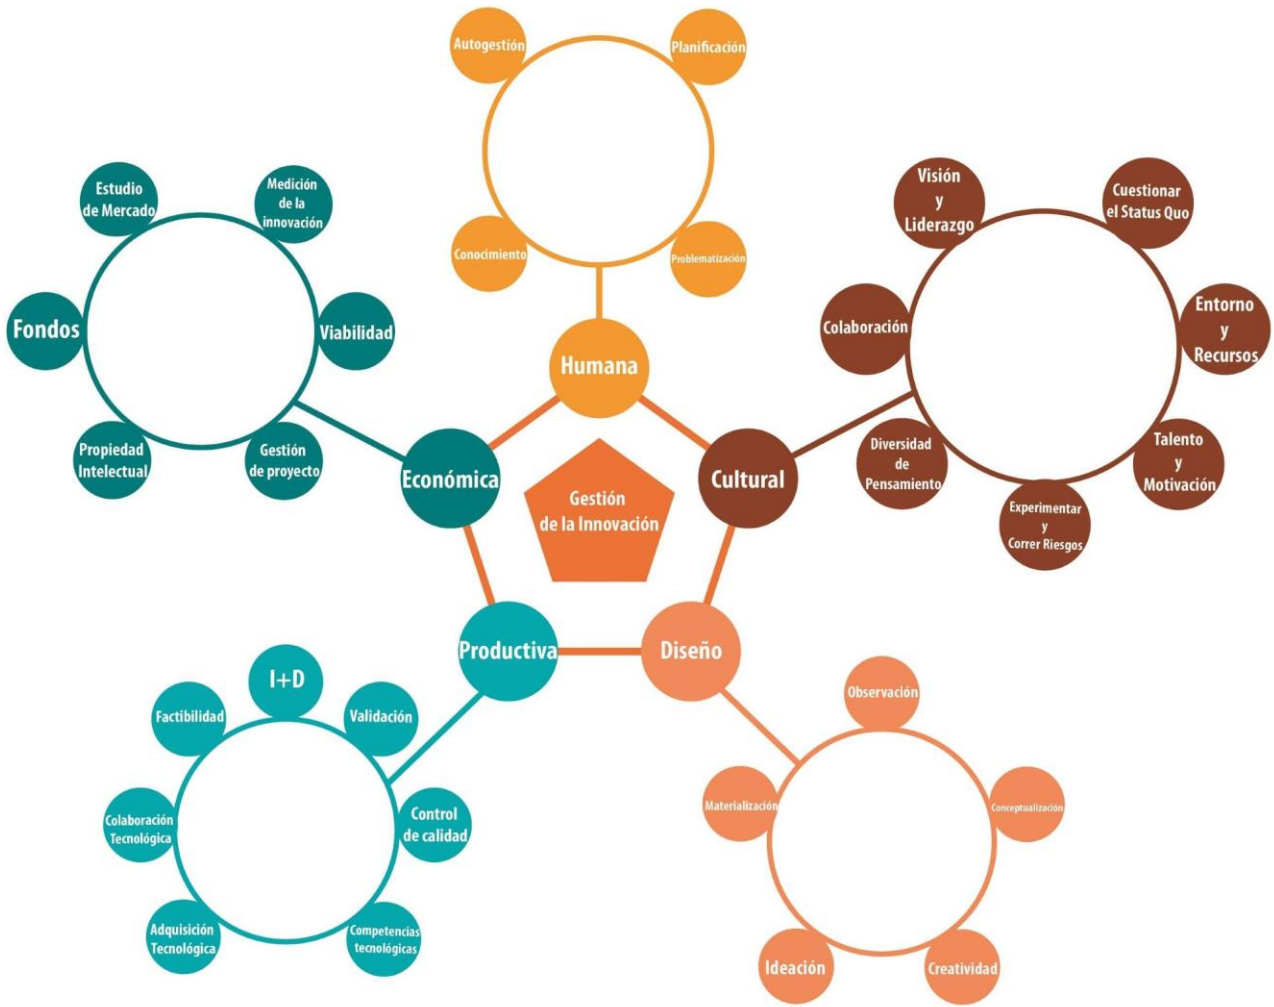 Autogestión
Planificación
Conocimiento
Problematización
Humana
Estudio
de Mercado
Medición
de la
innovación
Fondos
Viabilidad
Propiedad
Intelectual
Gestión
de proyecto
Económica
Visión
y
Liderazgo
Cuestionar
el Status Quo
Colaboración
Entorno
y
Recursos
Diversidad
de
Pensamiento
Talento
y
Motivación
Experimentar
y
Correr Riesgos
Cultural
Gestión
de la Innovación
Productiva
Diseño
I+D
Factibilidad
Validación
Colaboración
Tecnológica
Control
de calidad
Adquisición
Tecnológica
Competencias
tecnológicas
Observación
Materialización
Conceptualización
Ideación
Creatividad